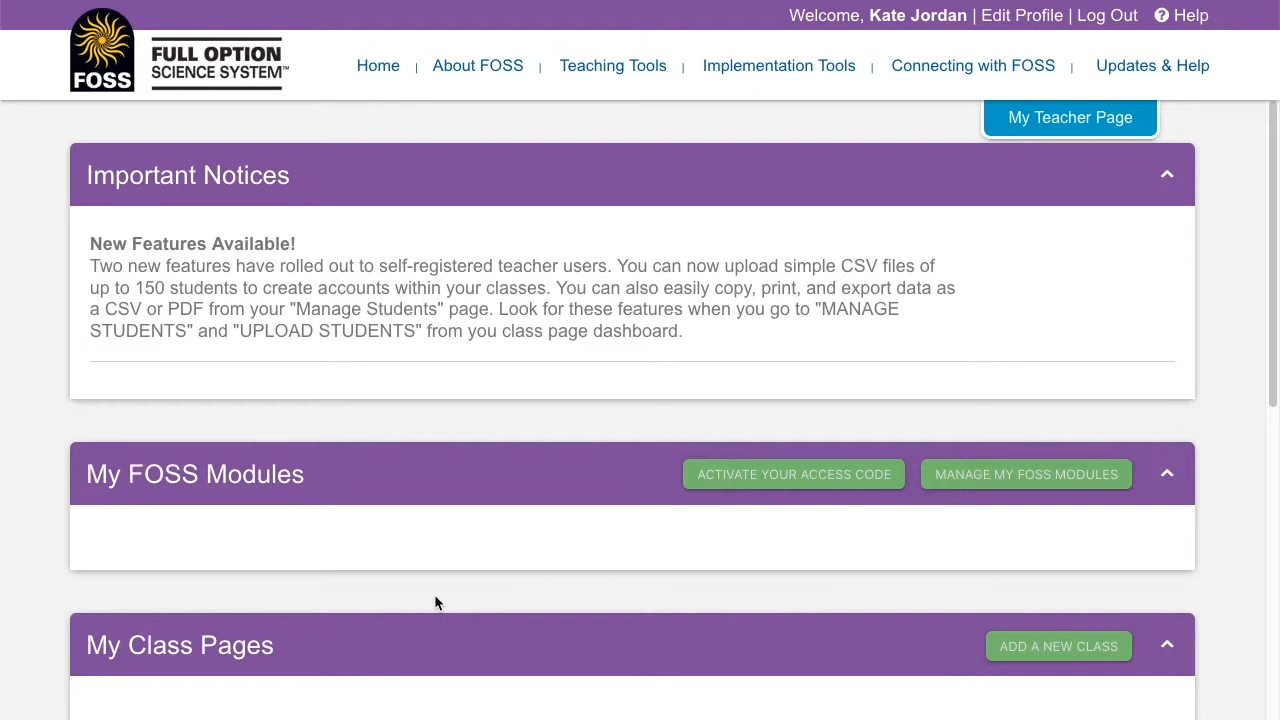 Welcome, Kate Jordan | Edit Profile | Log Out ? Help
FOSS
FULL OPTION
SCIENCE SYSTEM™
Home | About FOSS | Teaching Tools | Implementation Tools | Connecting with FOSS | Updates & Help
My Teacher Page
Important Notices
New Features Available!
Two new features have rolled out to self-registered teacher users. You can now upload simple CSV files of
up to 150 students to create accounts within your classes. You can also easily copy, print, and export data as
a CSV or PDF from your "Manage Students" page. Look for these features when you go to "MANAGE
STUDENTS" and "UPLOAD STUDENTS" from you class page dashboard.
My FOSS Modules
ACTIVATE YOUR ACCESS CODE
MANAGE MY FOSS MODULES
My Class Pages
ADD A NEW CLASS